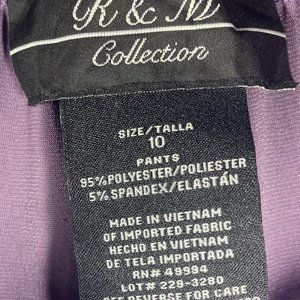 R & M
Collection
SIZE/TALLA
10
PANTS
95% POLYESTER/POLIESTER
5% SPANDEX/ELASTÁN
MADE IN VIETNAM
OF IMPORTED FABRIC
HECHO EN VIETNAM
DE TELA IMPORTADA
RN# 49994
LOT# 229-3280
SEE REVERSE FOR CARE